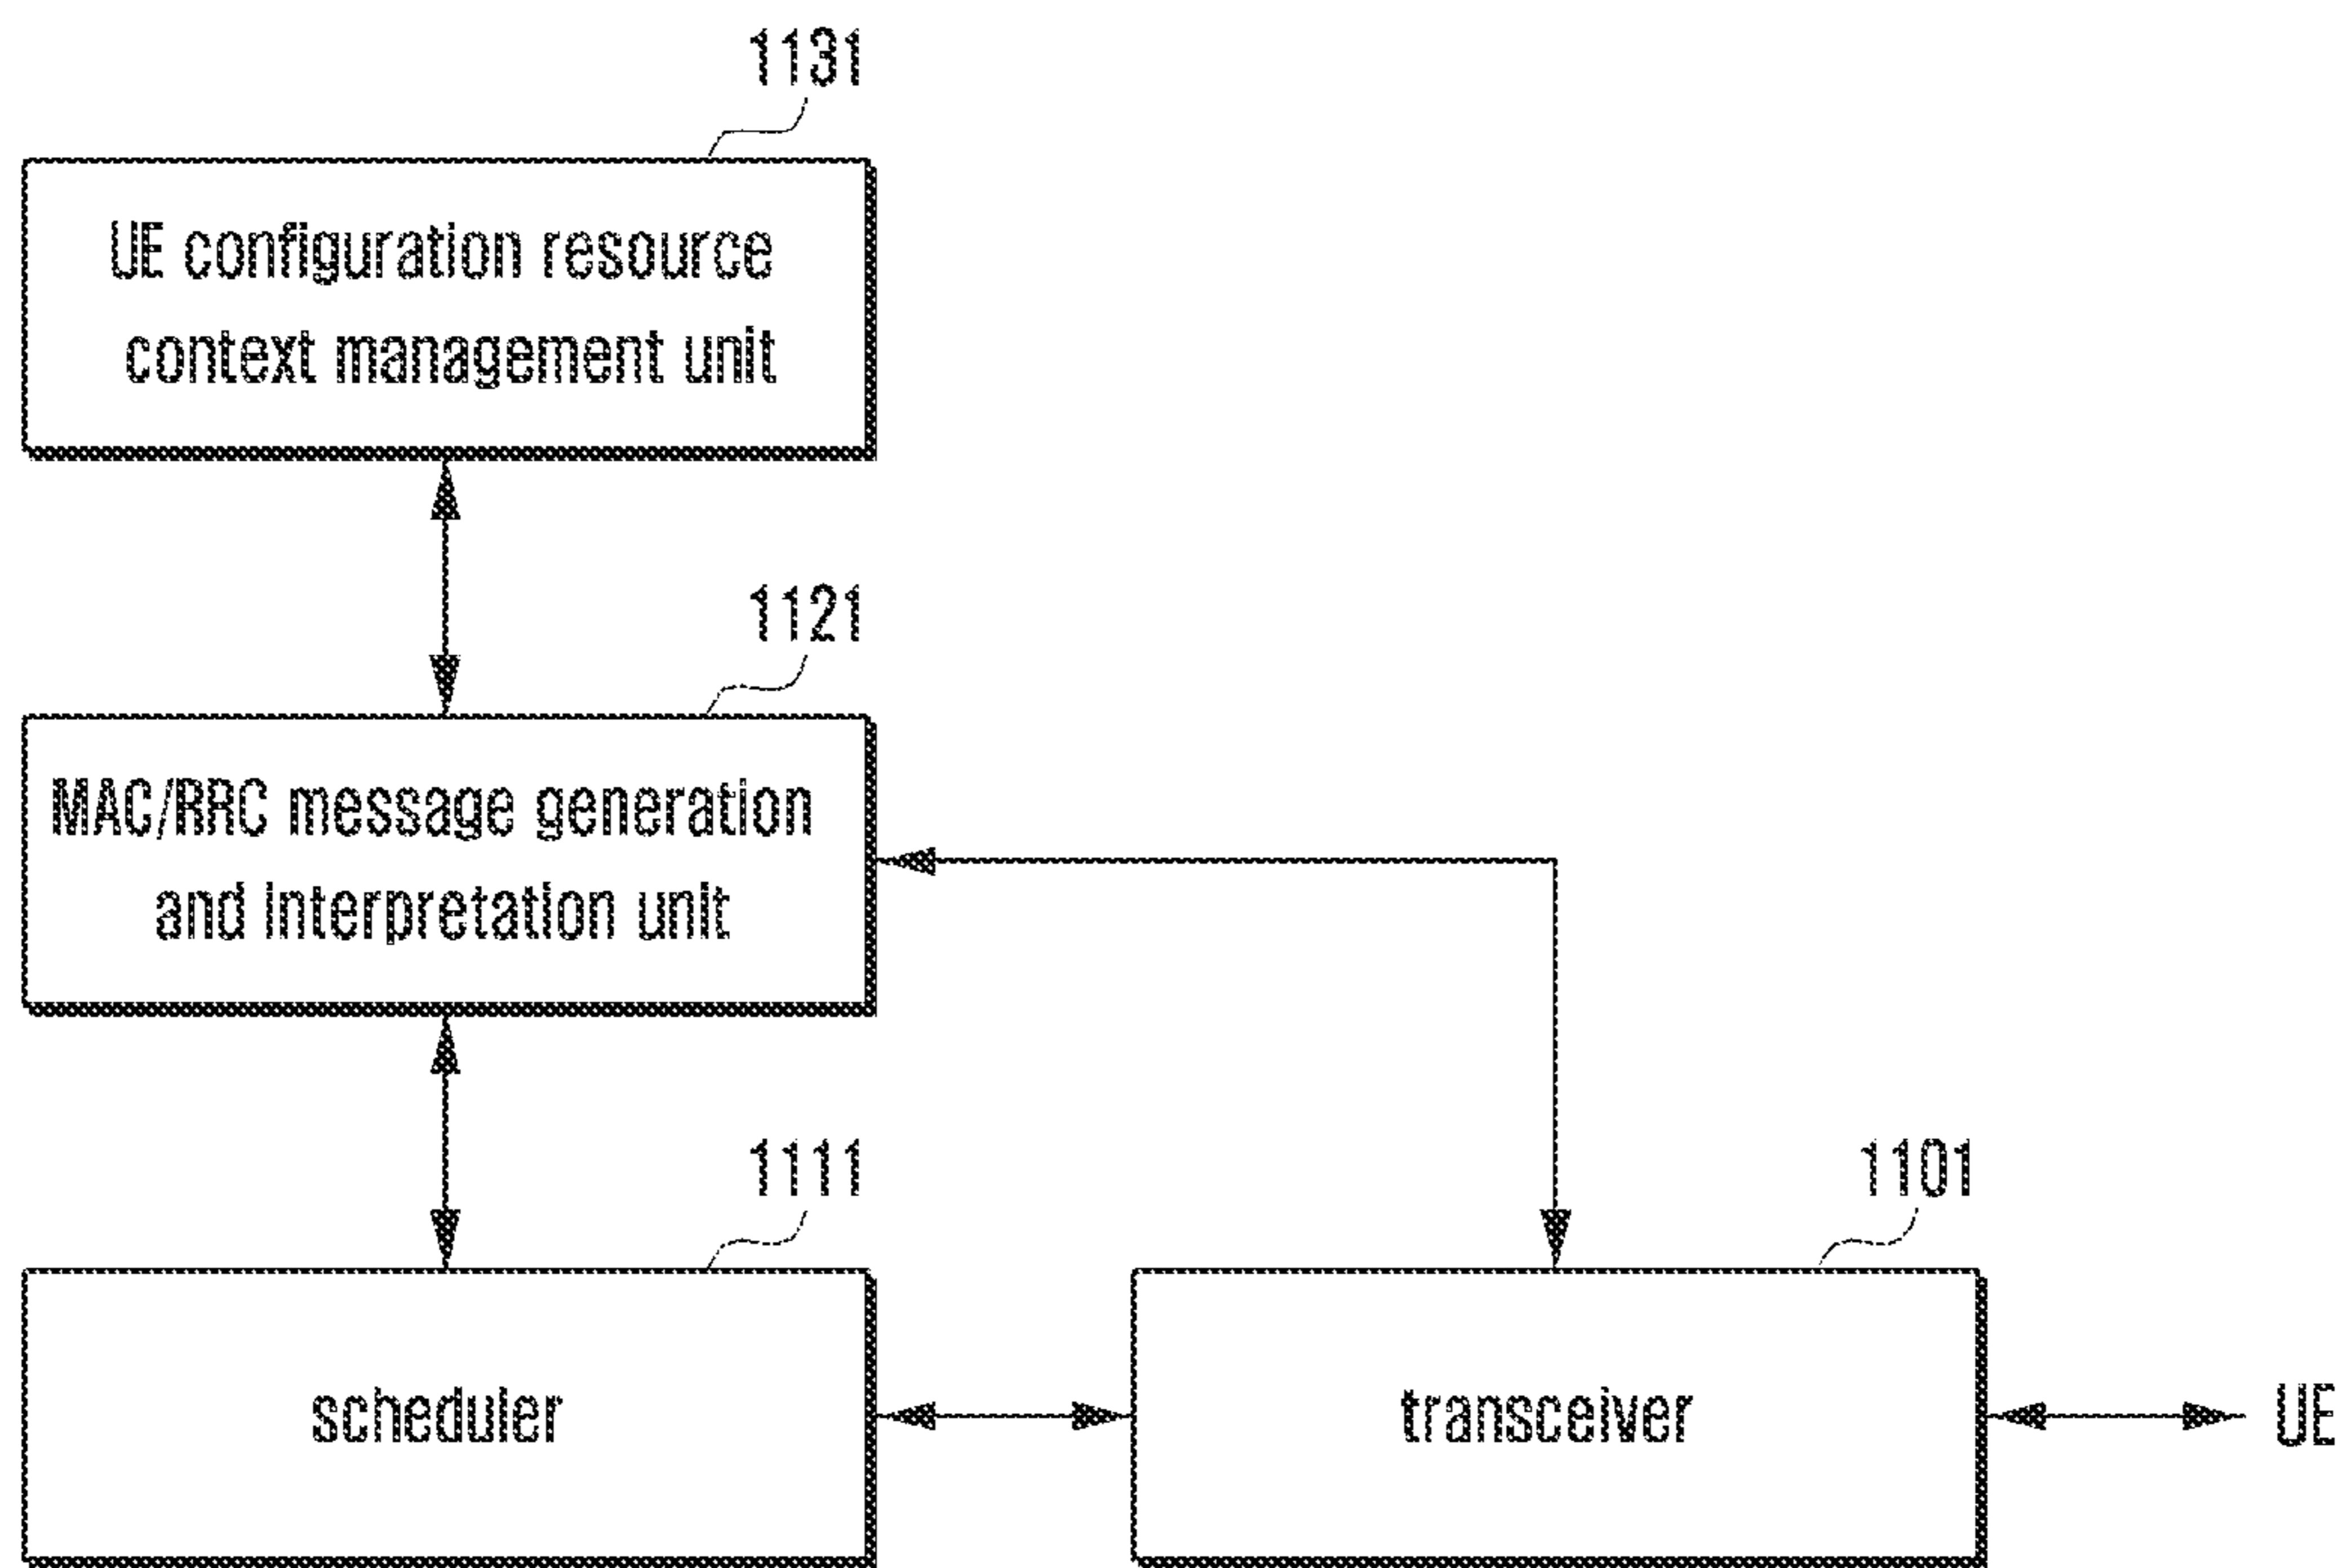 1131
UE configuration resource
context management unit
1121
MAC/RRC message generation
and interpretation unit
1111
1101
scheduler
transceiver
UE